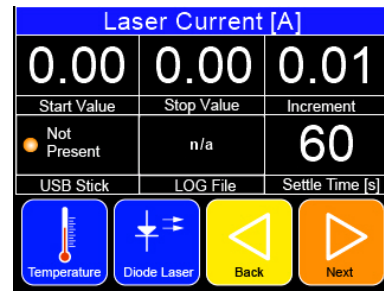 Laser Current [A]
0.00 0.00 0.01
Start Value Stop Value Increment
Not
Present
n/a
60
USB Stick LOG File Settle Time [s]
Temperature Diode Laser Back Next